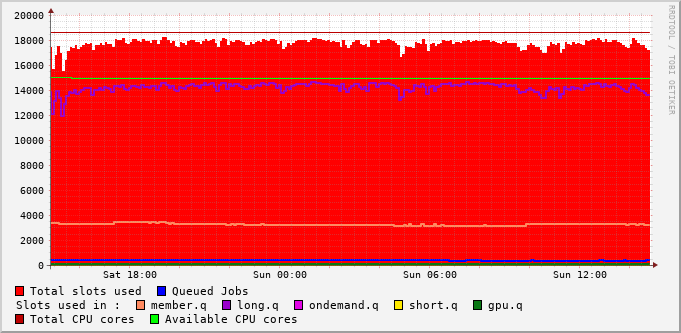 20000
18000
16000
14000
12000
10000
8000
6000
4000
2000
0
Sat 18:00 Sun 00:00 Sun 06:00 Sun 12:00
Total slots used Queued Jobs
Slots used in : member.q long.q ondemand.q short.q gpu.q
Total CPU cores Available CPU cores
RRDTOOL / TOBI OETIKER